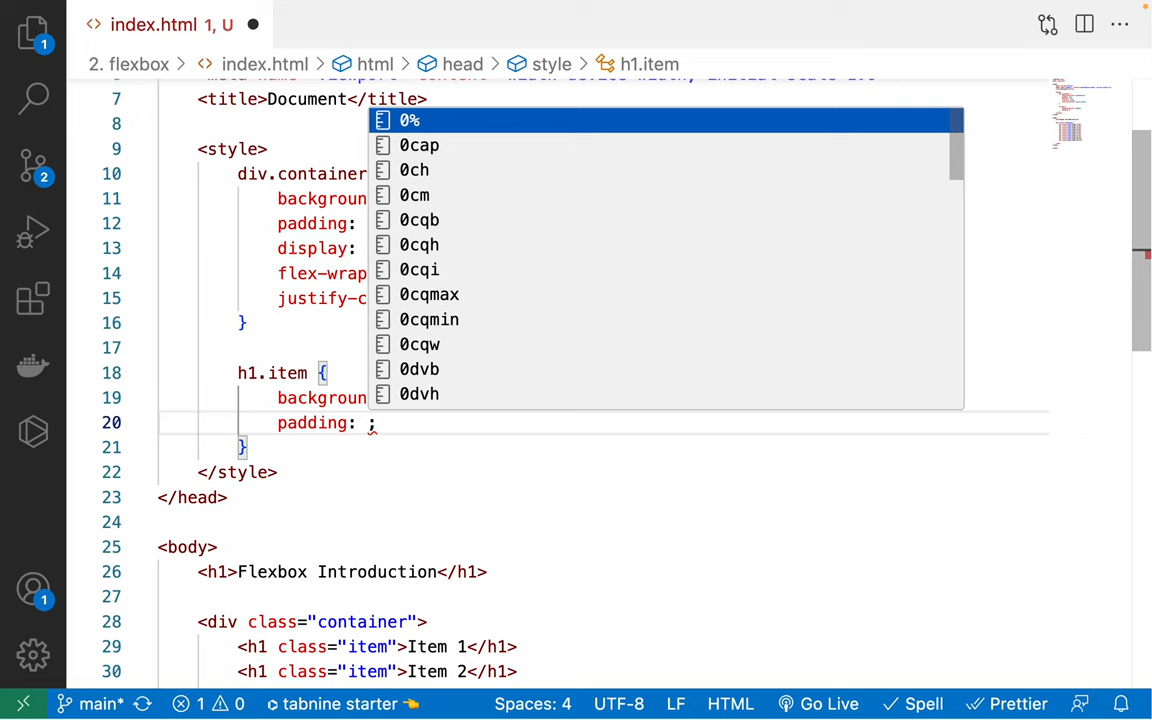 index.html 1, U
1
2. flexbox > index.html > html > head > style > h1.item
7 <title>Document</title>
8
9 <style>
10 div.container
11 backgroun
12 padding:
13 display:
14 flex-wrap
15 justify-c
16 }
17
18 h1.item {
19 backgroun
20 padding: ;
21 }
22 </style>
23 </head>
24
25 <body>
26 <h1>Flexbox Introduction</h1>
27
28 <div class="container">
29 <h1 class="item">Item 1</h1>
30 <h1 class="item">Item 2</h1>
0%
0cap
0ch
0cm
0cqb
0cqh
0cqi
0cqmax
0cqmin
0cqw
0dvb
0dvh
2
1
main* 1 0 tabnine starter Spaces: 4 UTF-8 LF HTML Go Live Spell Prettier